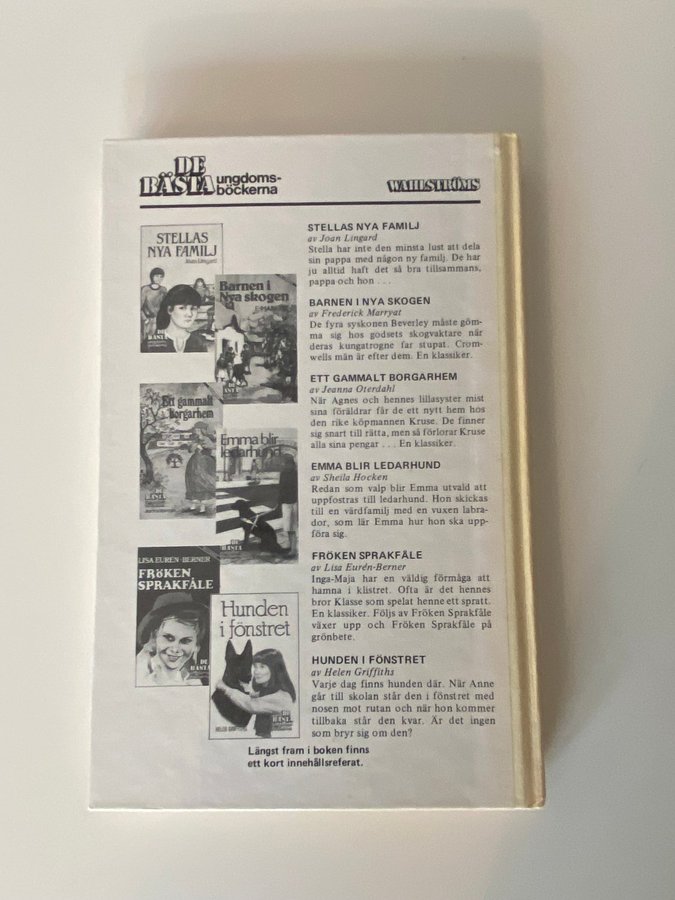 DE
BÄSTA ungdoms-
böckerna
WAHLSTRÖMS
STELLAS
NYA FAMILJ
Joan Lingard
Barnen i
Nya skogen
Ett gammalt
borgarhem
Emma blir
ledarhund
LISA EURÉN-BERNER
FRÖKEN
SPRAKFÅLE
Hunden
i fönstret
STELLAS NYA FAMILJ
av Joan Lingard
Stella har inte den minsta lust att dela
sin pappa med någon ny familj. De har
ju alltid haft det så bra tillsammans,
pappa och hon . . .
BARNEN I NYA SKOGEN
av Frederick Marryat
De fyra syskonen Beverley måste göm-
ma sig hos godsets skogvaktare när
deras kungatrogne far stupat. Crom-
wells män är efter dem. En klassiker.
ETT GAMMALT BORGARHEM
av Jeanna Oterdahl
När Agnes och hennes lillasyster mist
sina föräldrar får de ett nytt hem hos
den rike köpmannen Kruse. De finner
sig snart till rätta, men så förlorar Kruse
alla sina pengar . . . En klassiker.
EMMA BLIR LEDARHUND
av Sheila Hocken
Redan som valp blir Emma utvald att
uppfostras till ledarhund. Hon skickas
till en värdfamilj med en vuxen labra-
dor, som lär Emma hur hon ska upp-
föra sig.
FRÖKEN SPRAKFÅLE
av Lisa Eurén-Berner
Inga-Maja har en väldig förmåga att
hamna i klistret. Ofta är det hennes
bror Klasse som spelat henne ett spratt.
En klassiker. Följs av Fröken Sprakfåle
växer upp och Fröken Sprakfåle på
grönbete.
HUNDEN I FÖNSTRET
av Helen Griffiths
Varje dag finns hunden där. När Anne
går till skolan står den i fönstret med
nosen mot rutan och när hon kommer
tillbaka står den kvar. Är det ingen
som bryr sig om den?
Längst fram i boken finns
ett kort innehållsreferat.